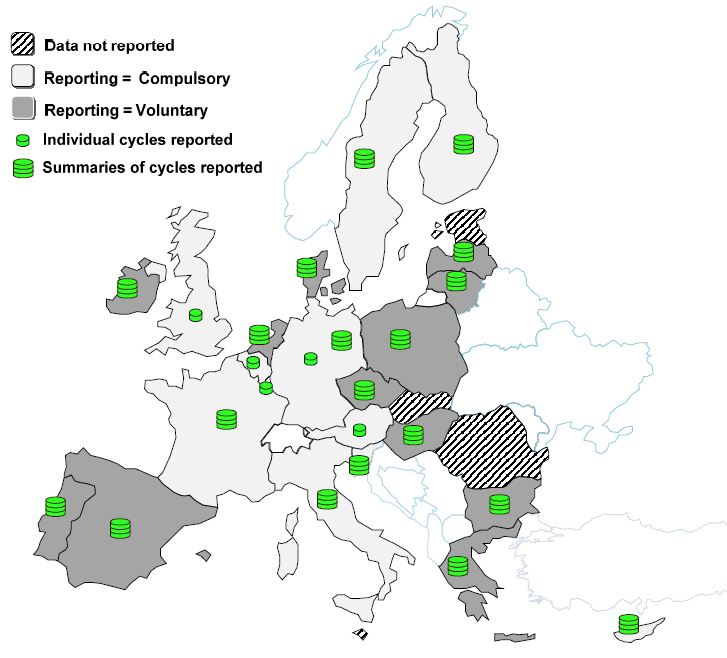 Data not reported
Reporting = Compulsory
Reporting = Voluntary
Individual cycles reported
Summaries of cycles reported